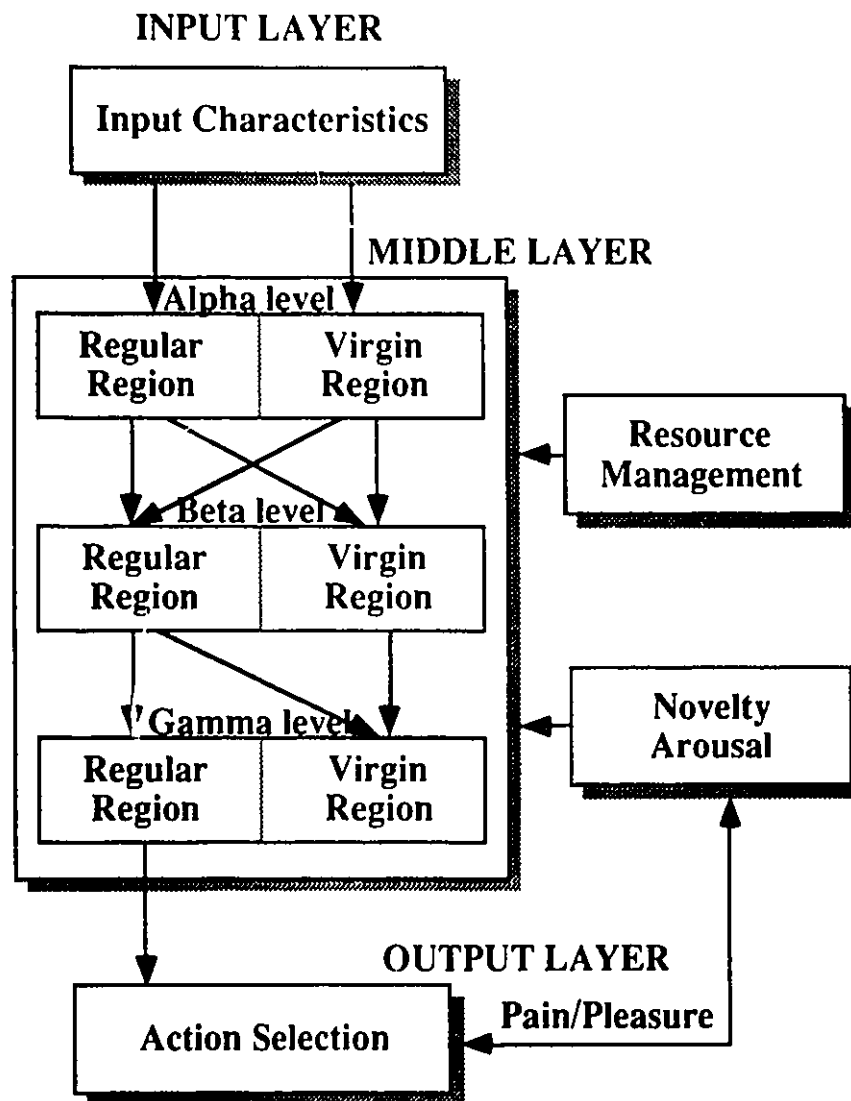 INPUT LAYER
Input Characteristics
MIDDLE LAYER
Alpha level
Regular
Region
Virgin
Region
Resource
Management
Beta level
Regular
Region
Virgin
Region
Novelty
Arousal
Gamma level
Regular
Region
Virgin
Region
OUTPUT LAYER
Pain/Pleasure
Action Selection